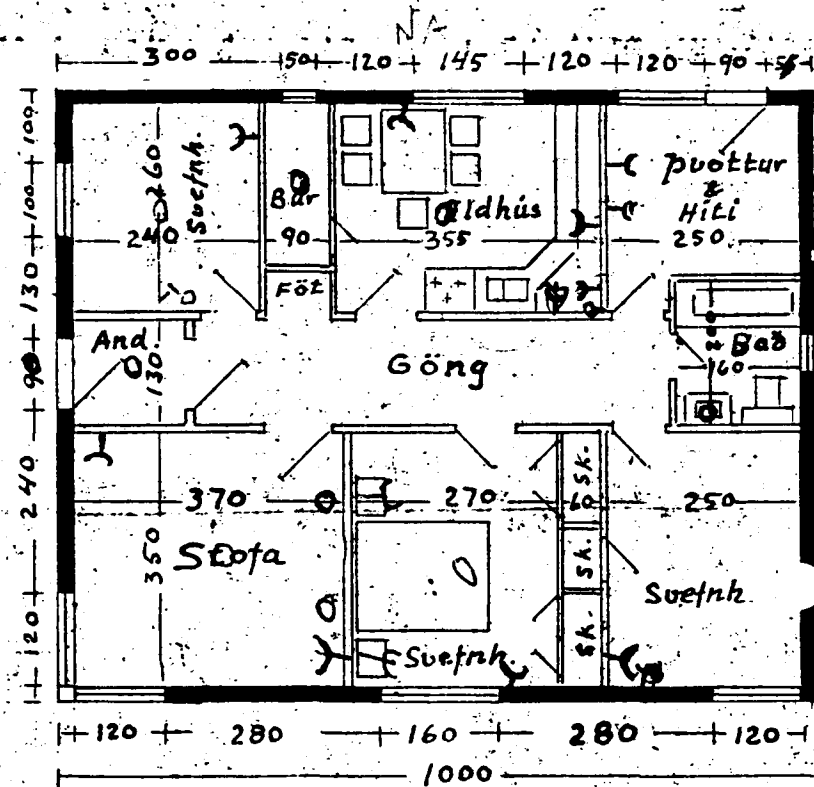 NA
300 50 120 145 120 120 90 55
100 100 130 90 240 120
260
Svefnh.
240
Búr
90
Eldhús
355
Þvottur
&
Hiti
250
Föt
And.
130
Göng
Bað
160
370
Stofa
350
270
Svefnh.
Sk.
60
Sk.
Sk.
250
Svefnh
120 280 160 280 120
1000